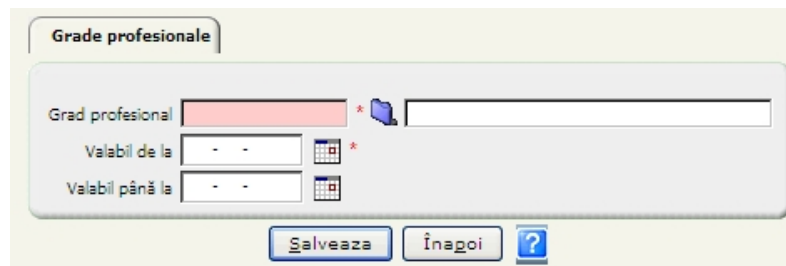 Grade profesionale
Grad profesional *
Valabil de la - - *
Valabil până la - -
Salveaza Înapoi ?